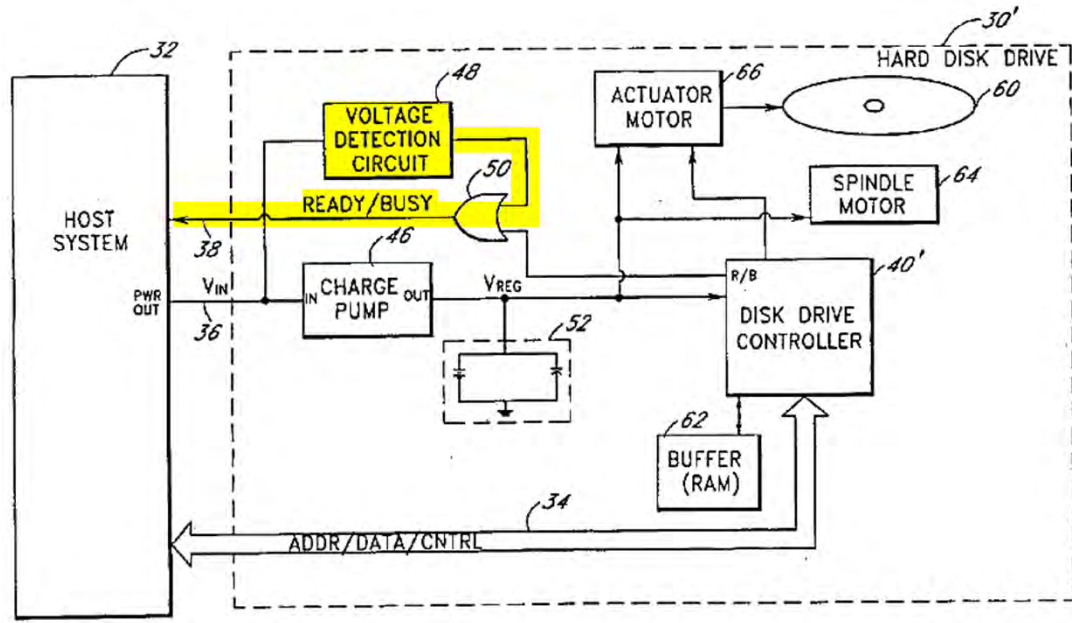 30'
32
HARD DISK DRIVE
48
66
VOLTAGE
DETECTION
CIRCUIT
ACTUATOR
MOTOR
60
50
READY/BUSY
SPINDLE
MOTOR
64
HOST
SYSTEM
38
46
40'
PWR
OUT
VIN
36
IN
CHARGE
PUMP
OUT
VREG
R/B
DISK DRIVE
CONTROLLER
52
62
BUFFER
(RAM)
34
ADDR/DATA/CNTRL